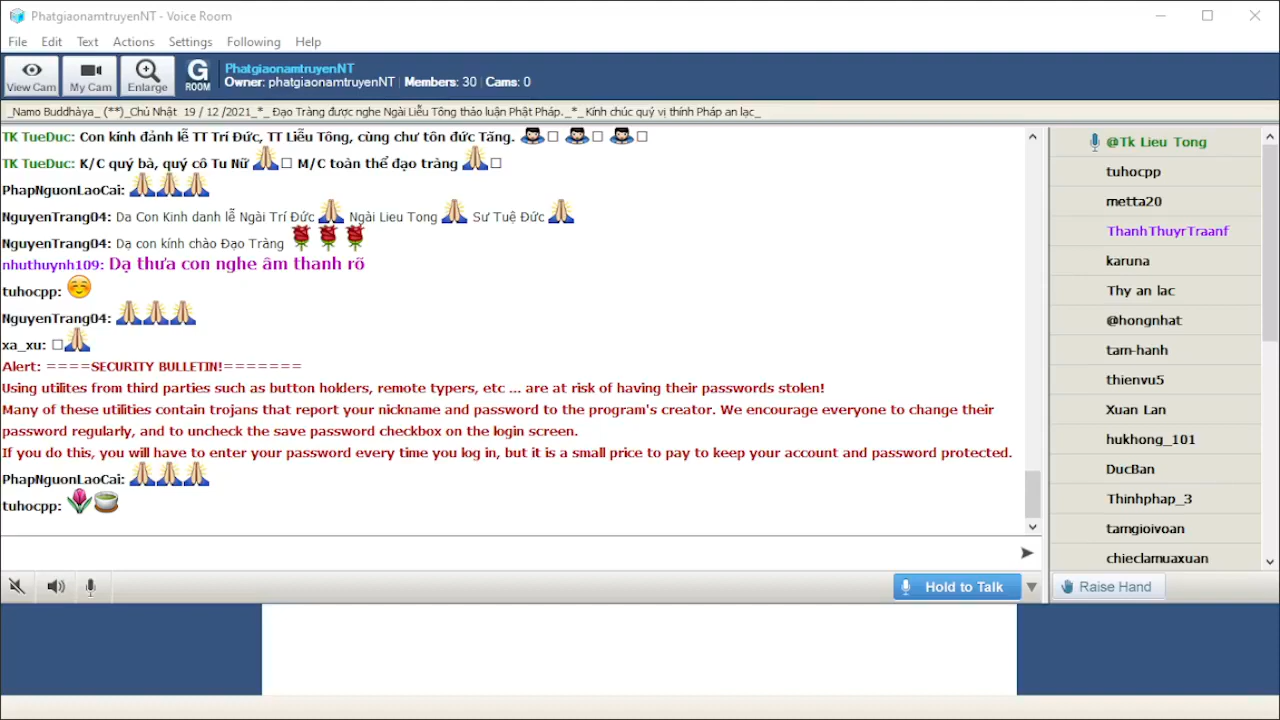 PhatgiaonamtruyenNT - Voice Room
File Edit Text Actions Settings Following Help
View Cam My Cam Enlarge G ROOM
PhatgiaonamtruyenNT
Owner: phatgiaonamtruyenNT | Members: 30 | Cams: 0
_Namo Buddhàya_ (**)_Chủ Nhật 19 / 12 /2021_*_ Đạo Tràng được nghe Ngài Liễu Tông thảo luận Phật Pháp._*_Kính chúc quý vị thính Pháp an lạc_
TK TueDuc: Con kính đảnh lễ TT Trí Đức, TT Liễu Tông, cùng chư tôn đức Tăng.
TK TueDuc: K/C quý bà, quý cô Tu Nữ M/C toàn thể đạo tràng
PhapNguonLaoCai:
NguyenTrang04: Dạ Con Kinh danh lễ Ngài Trí Đức Ngài Lieu Tong Sư Tuệ Đức
NguyenTrang04: Dạ con kính chào Đạo Tràng
nhuthuynh109: Dạ thưa con nghe âm thanh rõ
tuhocpp:
NguyenTrang04:
xa_xu:
Alert: ====SECURITY BULLETIN!=======
Using utilites from third parties such as button holders, remote typers, etc ... are at risk of having their passwords stolen!
Many of these utilities contain trojans that report your nickname and password to the program's creator. We encourage everyone to change their
password regularly, and to uncheck the save password checkbox on the login screen.
If you do this, you will have to enter your password every time you log in, but it is a small price to pay to keep your account and password protected.
PhapNguonLaoCai:
tuhocpp:
@Tk Lieu Tong
tuhocpp
metta20
ThanhThuyrTraanf
karuna
Thy an lac
@hongnhat
tam-hanh
thienvu5
Xuan Lan
hukhong_101
DucBan
Thinhphap_3
tamgioivoan
chieclamuaxuan
Hold to Talk
Raise Hand